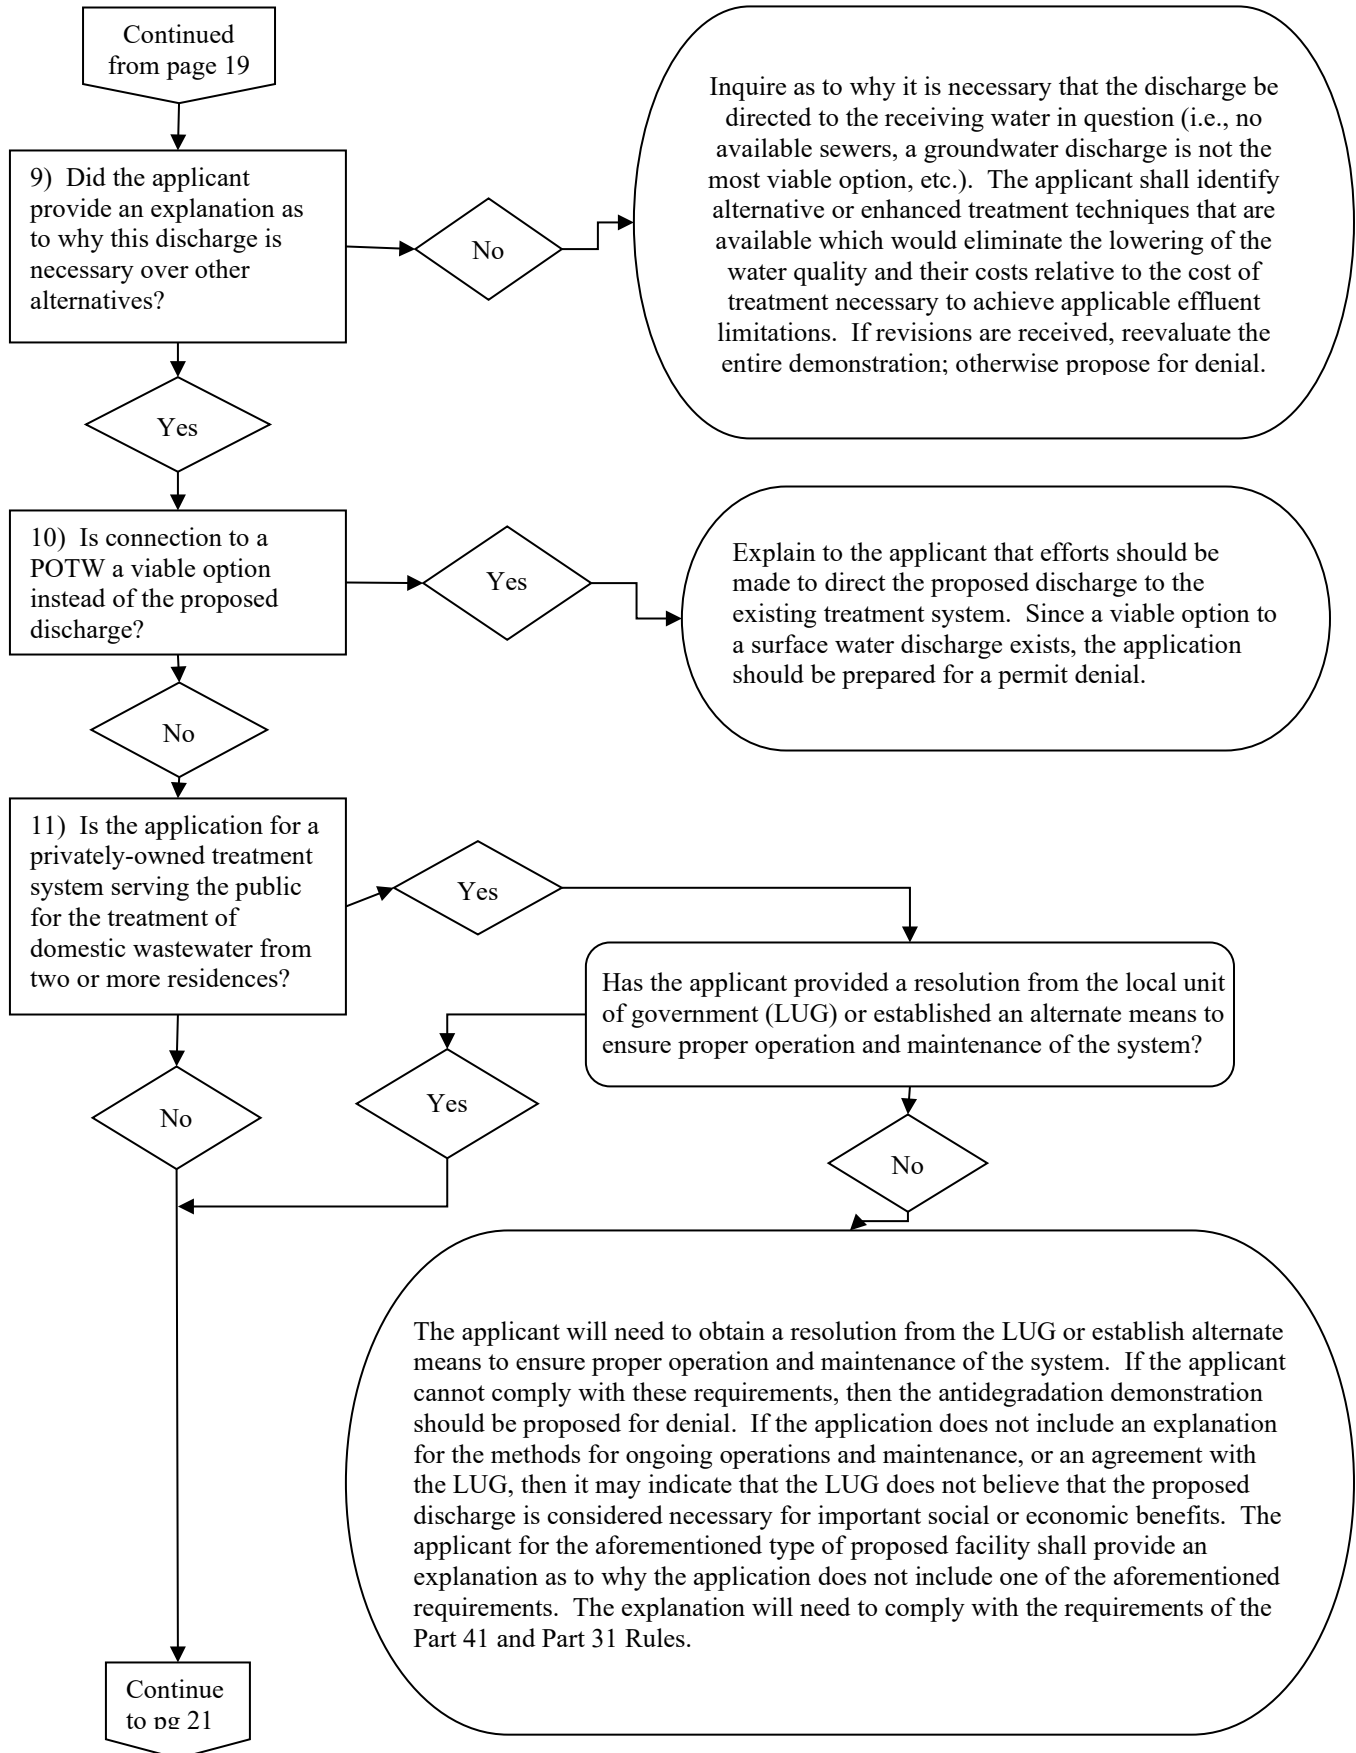 Continued
from page 19
Inquire as to why it is necessary that the discharge be
directed to the receiving water in question (i.e., no
available sewers, a groundwater discharge is not the
most viable option, etc.).  The applicant shall identify
alternative or enhanced treatment techniques that are
available which would eliminate the lowering of the
water quality and their costs relative to the cost of
treatment necessary to achieve applicable effluent
limitations.  If revisions are received, reevaluate the
entire demonstration; otherwise propose for denial.
9)  Did the applicant
provide an explanation as
to why this discharge is
necessary over other
alternatives?
No
Yes
10)  Is connection to a
POTW a viable option
instead of the proposed
discharge?
Yes
Explain to the applicant that efforts should be
made to direct the proposed discharge to the
existing treatment system.  Since a viable option to
a surface water discharge exists, the application
should be prepared for a permit denial.
No
11)  Is the application for a
privately-owned treatment
system serving the public
for the treatment of
domestic wastewater from
two or more residences?
Yes
Has the applicant provided a resolution from the local unit
of government (LUG) or established an alternate means to
ensure proper operation and maintenance of the system?
No
Yes
No
The applicant will need to obtain a resolution from the LUG or establish alternate
means to ensure proper operation and maintenance of the system.  If the applicant
cannot comply with these requirements, then the antidegradation demonstration
should be proposed for denial.  If the application does not include an explanation
for the methods for ongoing operations and maintenance, or an agreement with
the LUG, then it may indicate that the LUG does not believe that the proposed
discharge is considered necessary for important social or economic benefits.  The
applicant for the aforementioned type of proposed facility shall provide an
explanation as to why the application does not include one of the aforementioned
requirements.  The explanation will need to comply with the requirements of the
Part 41 and Part 31 Rules.
Continue
to pg 21